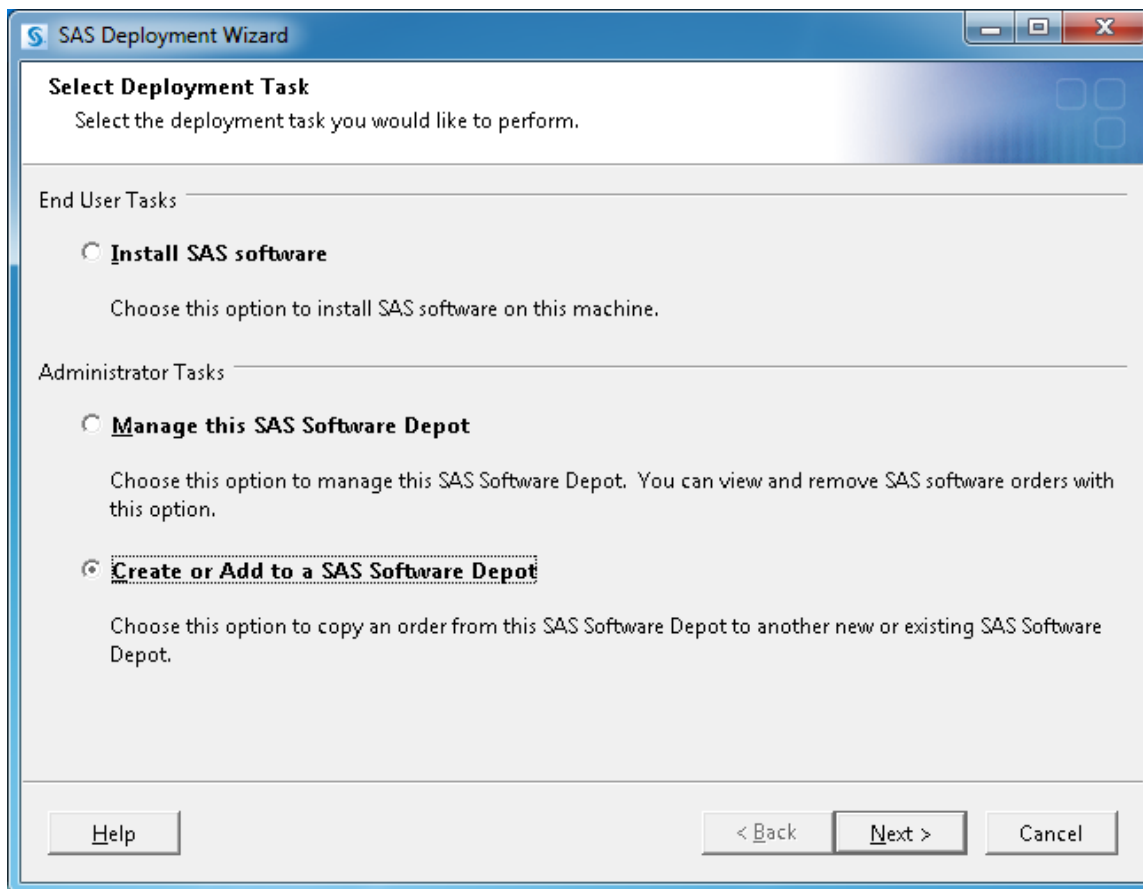 SAS Deployment Wizard
Select Deployment Task
Select the deployment task you would like to perform.
End User Tasks
Install SAS software
Choose this option to install SAS software on this machine.
Administrator Tasks
Manage this SAS Software Depot
Choose this option to manage this SAS Software Depot.  You can view and remove SAS software orders with
this option.
Create or Add to a SAS Software Depot
Choose this option to copy an order from this SAS Software Depot to another new or existing SAS Software
Depot.
Help
< Back
Next >
Cancel